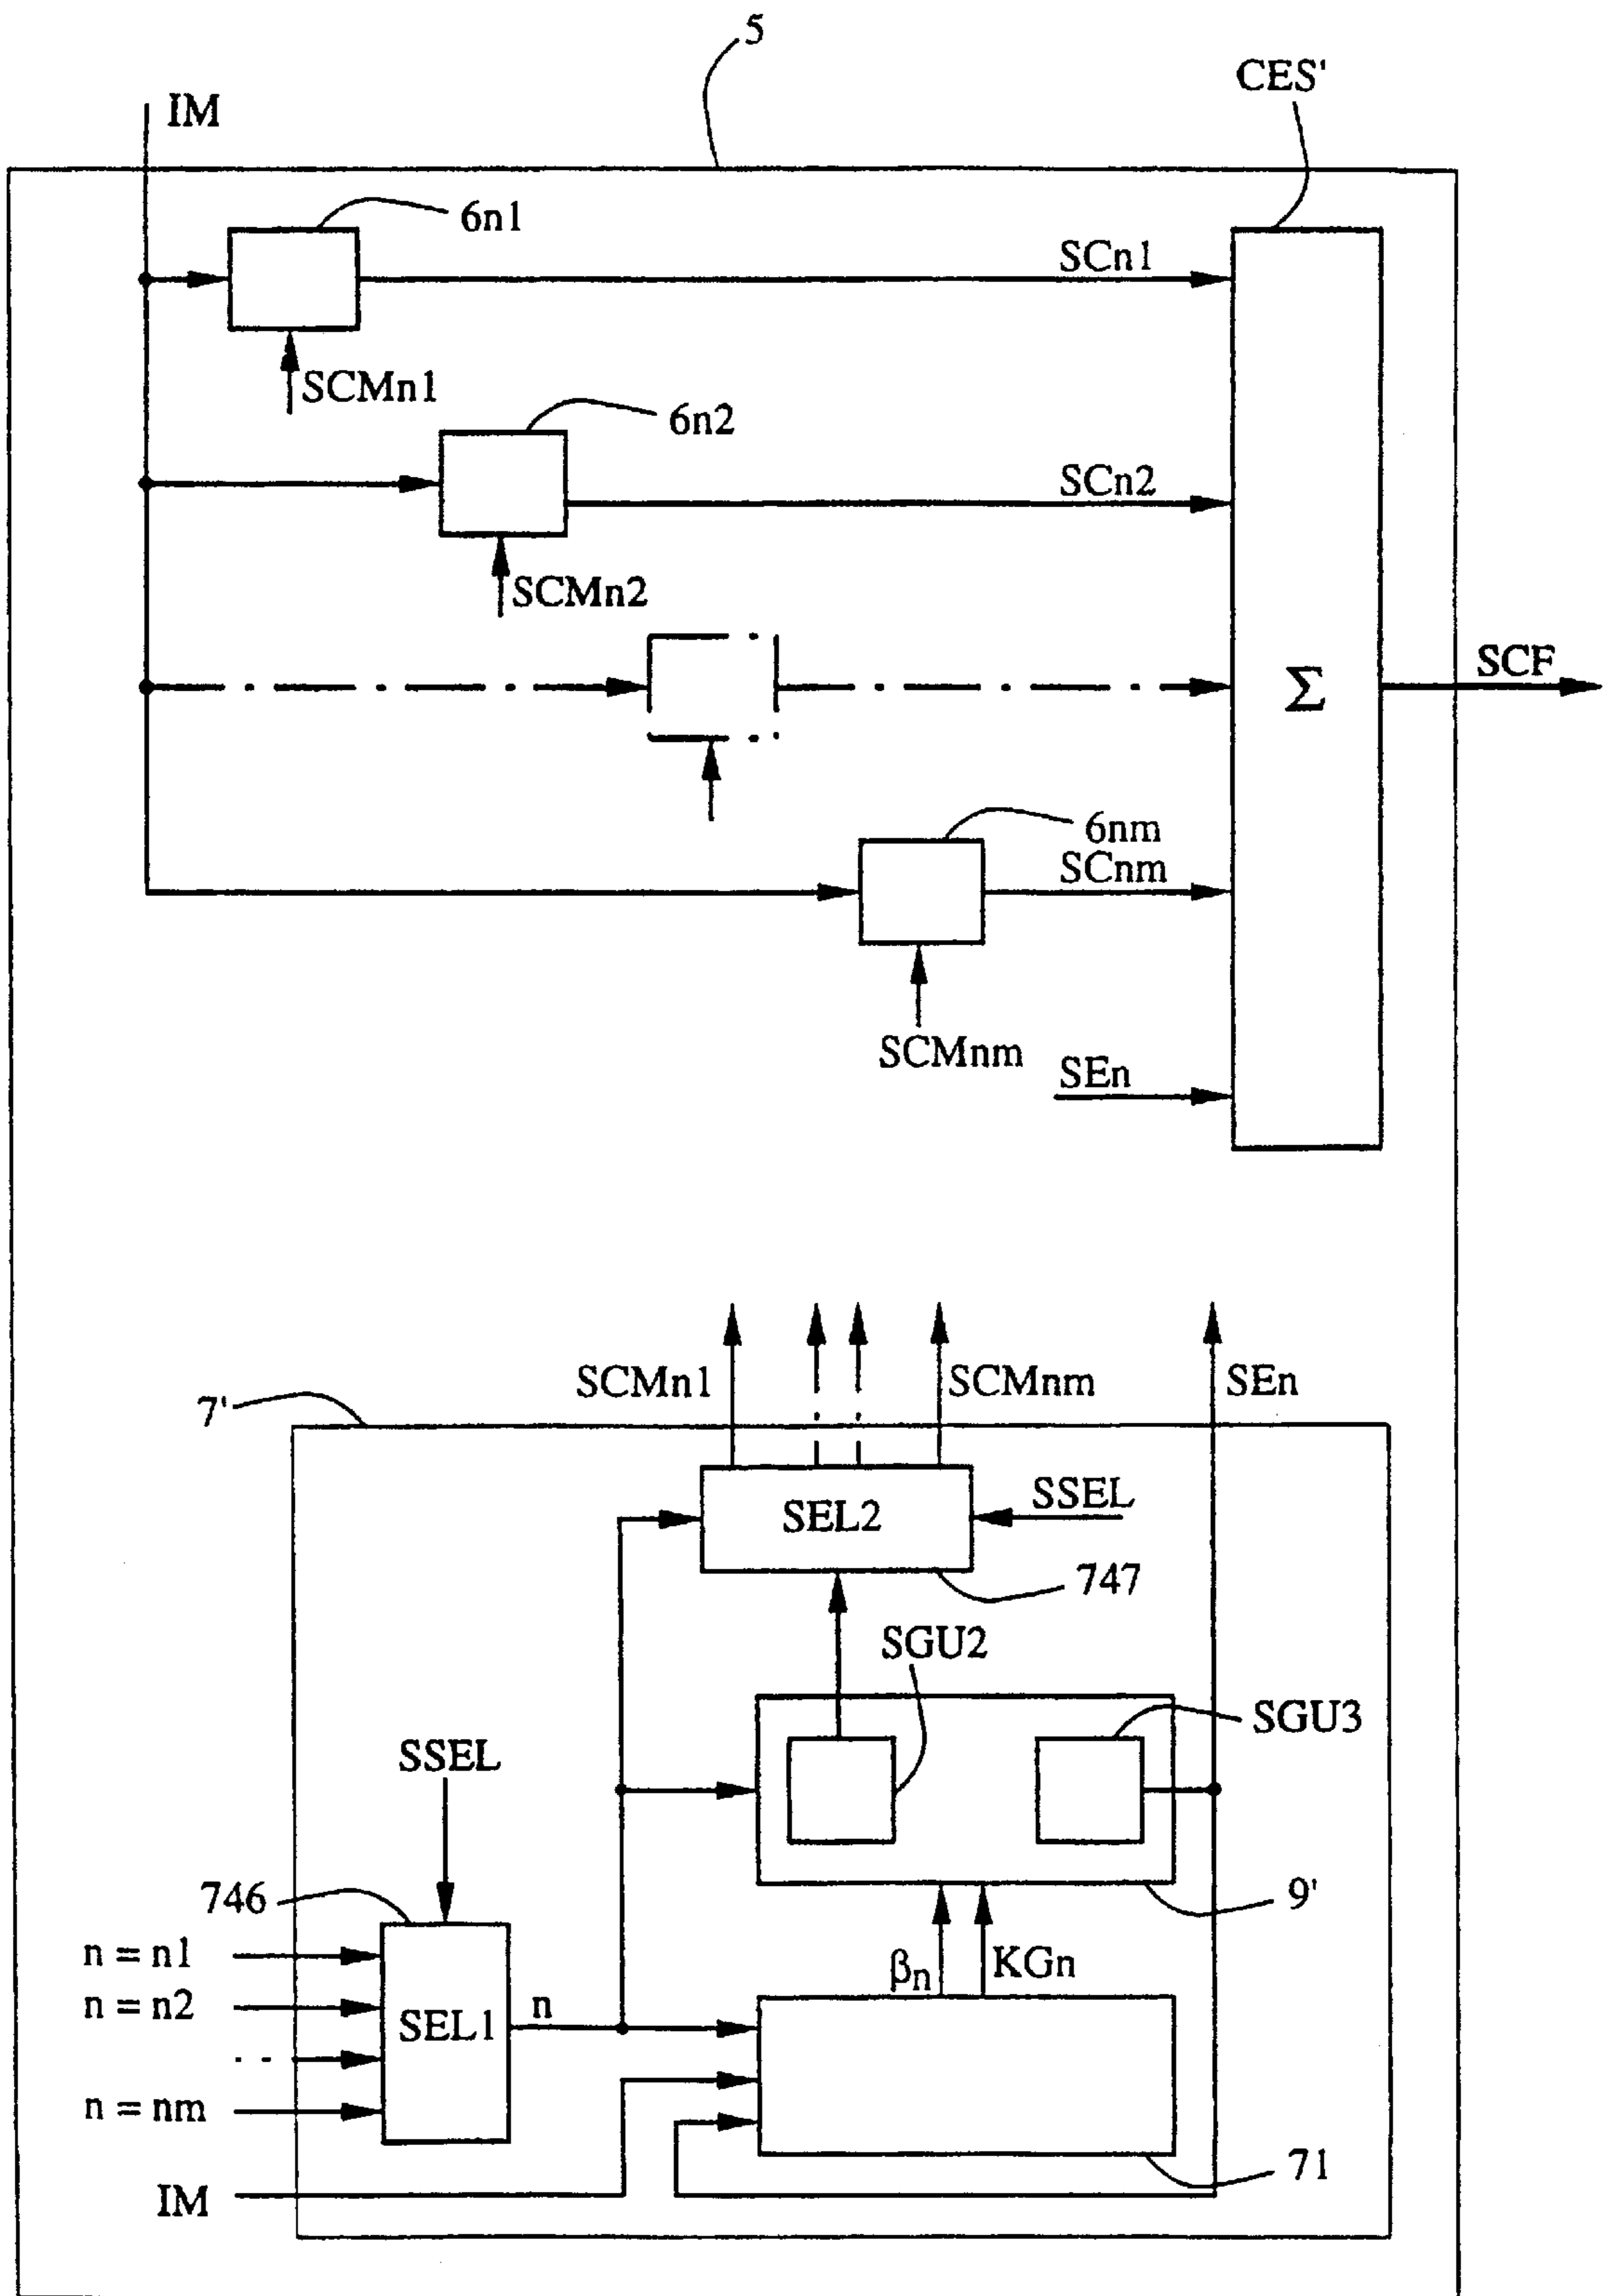 5
CES'
IM
6n1
SCn1
SCMn1
6n2
SCn2
SCMn2
SCF
Σ
6nm
SCnm
SCMnm
SEn
SCMn1
SCMnm
SEn
7'
SSEL
SEL2
747
SGU2
SGU3
SSEL
746
9'
n = n1
βn
KGn
n = n2
SEL1
n
n = nm
71
IM